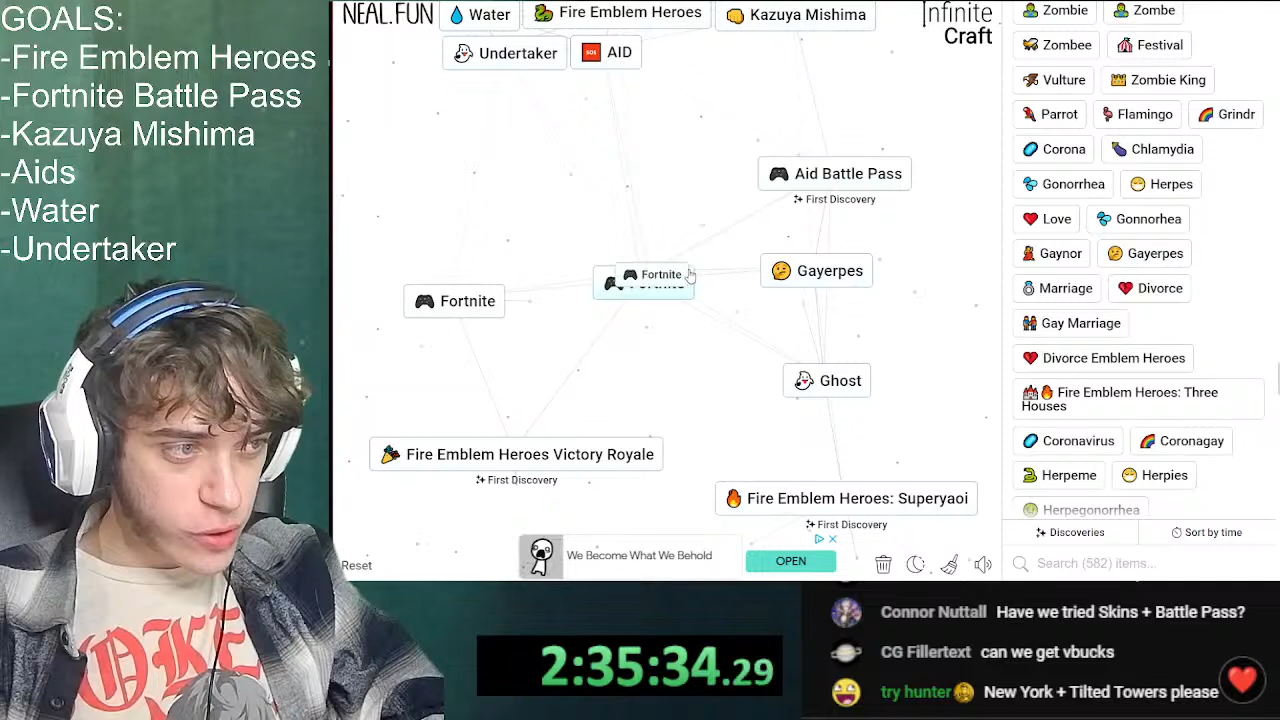 GOALS:
-Fire Emblem Heroes
-Fortnite Battle Pass
-Kazuya Mishima
-Aids
-Water
-Undertaker
NEAL.FUN
Water
Fire Emblem Heroes
Kazuya Mishima
Infinite
Craft
Undertaker
SOS AID
Aid Battle Pass
First Discovery
Fortnite
Gayerpes
Fortnite
Ghost
Fire Emblem Heroes Victory Royale
First Discovery
Fire Emblem Heroes: Superyaoi
First Discovery
We Become What We Behold
OPEN
Reset
Zombie
Zombe
Zombee
Festival
Vulture
Zombie King
Parrot
Flamingo
Grindr
Corona
Chlamydia
Gonorrhea
Herpes
Love
Gonnorhea
Gaynor
Gayerpes
Marriage
Divorce
Gay Marriage
Divorce Emblem Heroes
Fire Emblem Heroes: Three
Houses
Coronavirus
Coronagay
Herpeme
Herpies
Herpegonorrhea
Discoveries
Sort by time
Search (582) items...
2:35:34.29
Connor Nuttall Have we tried Skins + Battle Pass?
CG Fillertext can we get vbucks
try hunter New York + Tilted Towers please